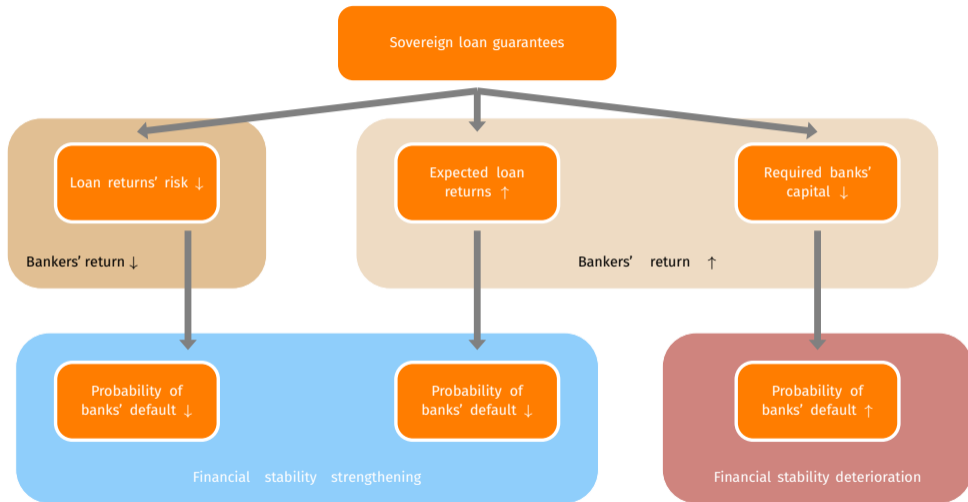 Sovereign loan guarantees
Loan returns' risk ↓
Expected loan
returns ↑
Required banks'
capital ↓
Bankers' return ↓
Bankers' return ↑
Probability of
banks' default ↓
Probability of
banks' default ↓
Probability of
banks' default ↑
Financial stability strengthening
Financial stability deterioration